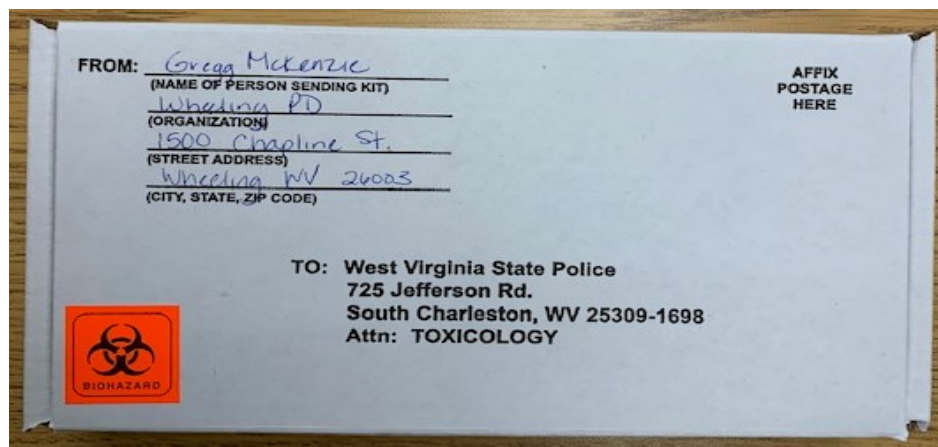 FROM: Gregg McKenzie
(NAME OF PERSON SENDING KIT)
Wheeling PD
(ORGANIZATION)
1500 Chapline St.
(STREET ADDRESS)
Wheeling WV 26003
(CITY, STATE, ZIP CODE)
AFFIX
POSTAGE
HERE
TO: West Virginia State Police
725 Jefferson Rd.
South Charleston, WV 25309-1698
Attn: TOXICOLOGY
BIOHAZARD